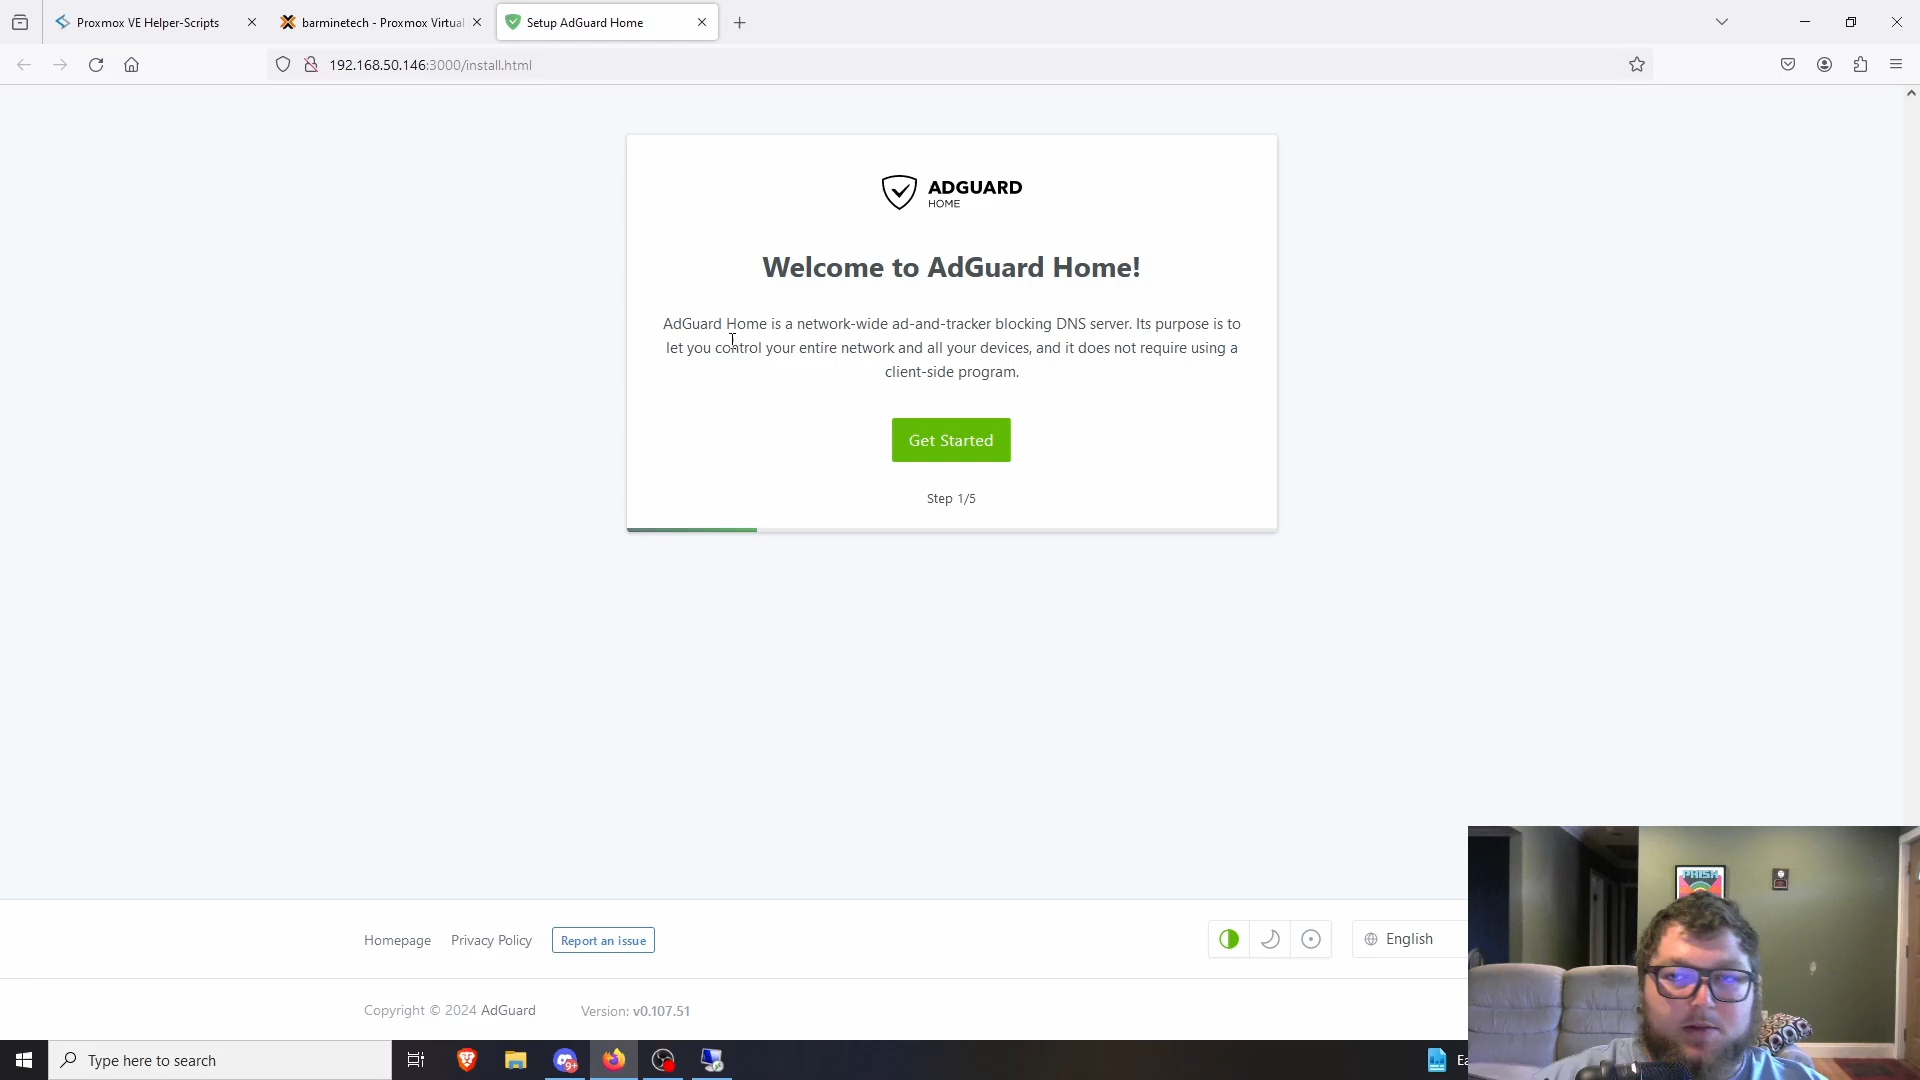 Proxmox VE Helper-Scripts
barminetech - Proxmox Virtual
Setup AdGuard Home
192.168.50.146:3000/install.html
ADGUARD
HOME
Welcome to AdGuard Home!
AdGuard Home is a network-wide ad-and-tracker blocking DNS server. Its purpose is to
let you control your entire network and all your devices, and it does not require using a
client-side program.
Get Started
Step 1/5
PHISH
Homepage
Privacy Policy
Report an issue
English
Copyright © 2024 AdGuard
Version: v0.107.51
Type here to search
9+
Ea